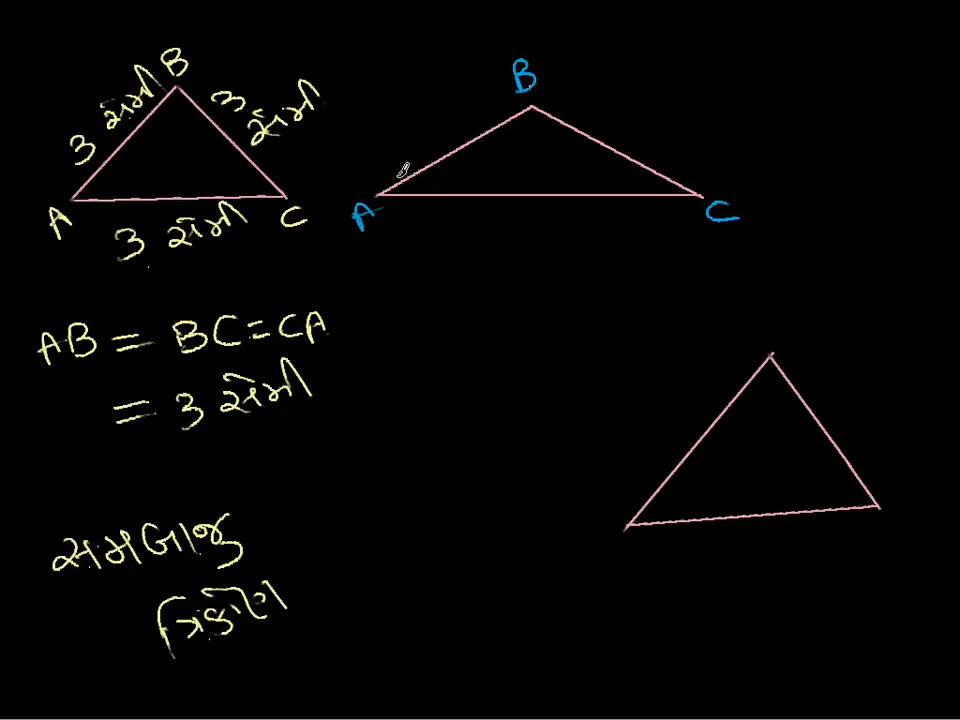 B
3 સેમી
3 સેમી
A
C
3 સેમી
AB = BC = CA
= 3 સેમી
સમબાજુ
ત્રિકોણ
B
A
C